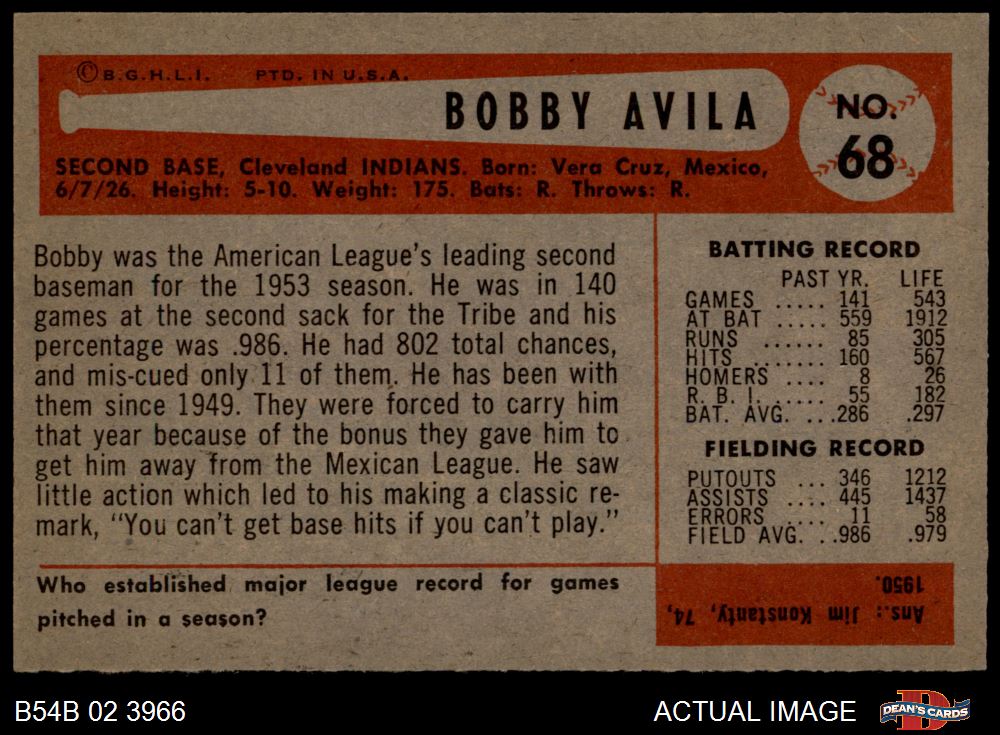 ©B.G.H.L.I. PTD. IN U.S.A.
BOBBY AVILA
NO.
68
SECOND BASE, Cleveland INDIANS. Born: Vera Cruz, Mexico,
6/7/26. Height: 5-10. Weight: 175. Bats: R. Throws: R.
Bobby was the American League's leading second
baseman for the 1953 season. He was in 140
games at the second sack for the Tribe and his
percentage was .986. He had 802 total chances,
and mis-cued only 11 of them. He has been with
them since 1949. They were forced to carry him
that year because of the bonus they gave him to
get him away from the Mexican League. He saw
little action which led to his making a classic re-
mark, "You can't get base hits if you can't play."
Who established major league record for games
pitched in a season?
BATTING RECORD
PAST YR. LIFE
GAMES ..... 141 543
AT BAT ..... 559 1912
RUNS ..... 85 305
HITS ....... 160 567
HOMERS .... 8 26
R. B. I. ..... 55 182
BAT. AVG. ...286 .297
FIELDING RECORD
PUTOUTS ... 346 1212
ASSISTS .... 445 1437
ERRORS .... 11 58
FIELD AVG. ...986 .979
Ans.: Jim Konstanty, 74,
1950.
B54B 02 3966
ACTUAL IMAGE
DEAN'S CARDS